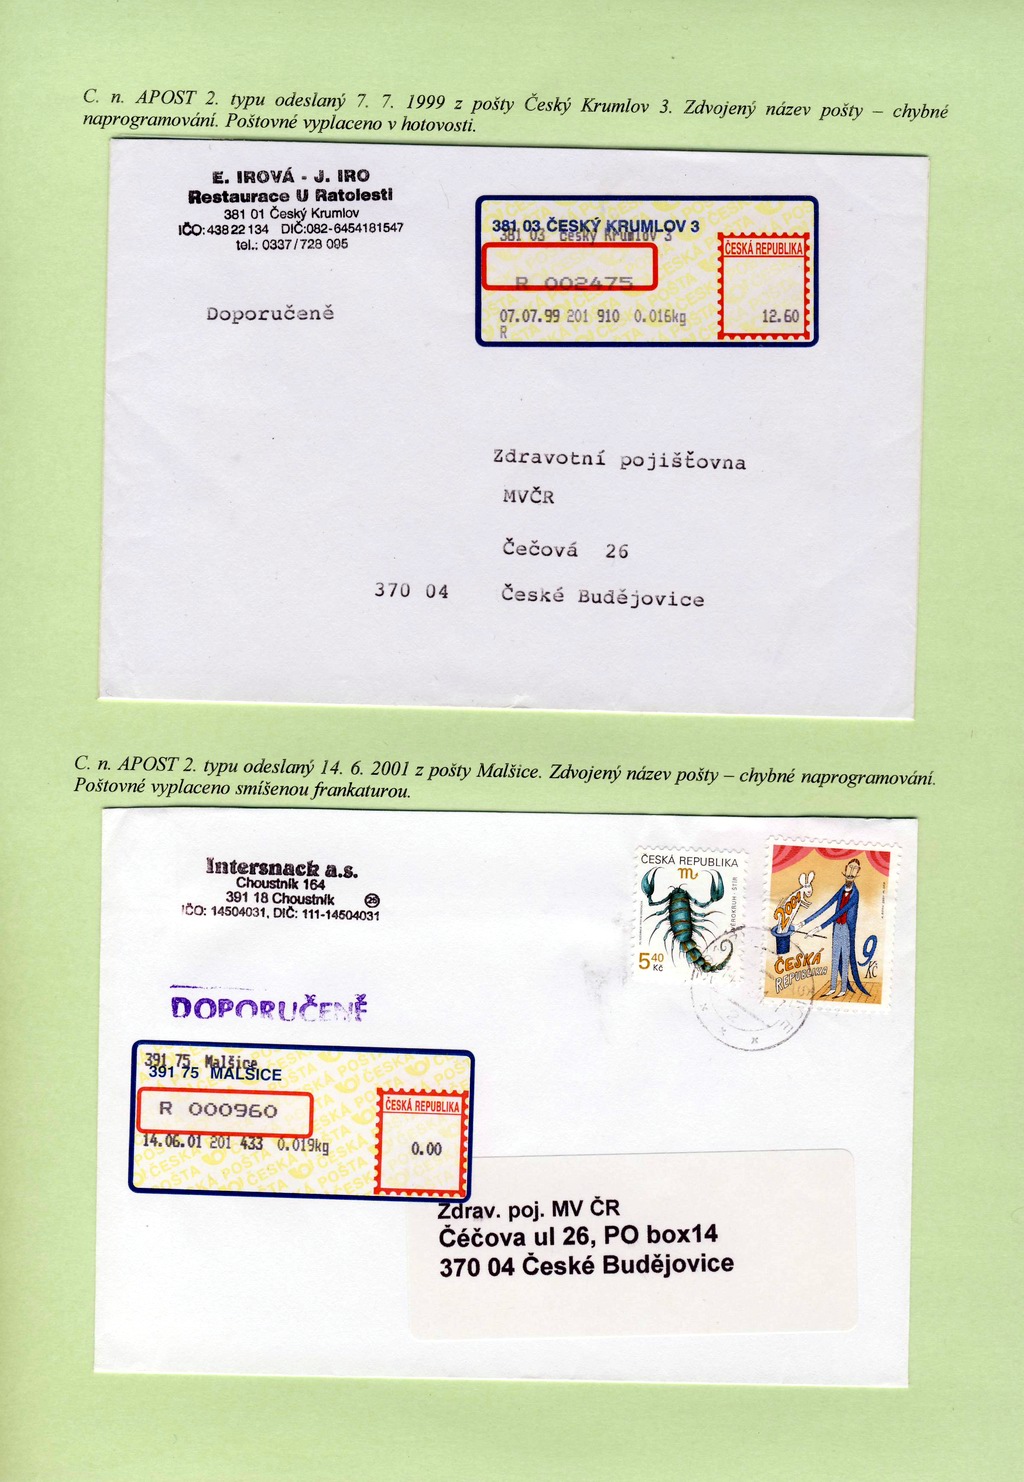 C. n. APOST 2. typu odeslaný 7. 7. 1999 z pošty Český Krumlov 3. Zdvojený název pošty – chybné
naprogramování. Poštovné vyplaceno v hotovosti.
E. IROVÁ - J. IRO
Restaurace U Ratolesti
381 01 Český Krumlov
IČO:438 22 134 DIČ:082-6454181547
tel.: 0337/728 095
Doporučeně
381 03 ČESKÝ KRUMLOV 3
381 03 Český Krumlov 3
ČESKÁ REPUBLIKA
R 002475
07.07.99 201 910 0.016kg
12.60
R
Zdravotní pojišťovna
MVČR
Čečová 26
370 04 České Budějovice
C. n. APOST 2. typu odeslaný 14. 6. 2001 z pošty Malšice. Zdvojený název pošty – chybné naprogramování.
Poštovné vyplaceno smíšenou frankaturou.
Intersnack a.s.
Choustník 164
391 18 Choustník
IČO: 14504031, DIČ: 111-14504031
26
ČESKÁ REPUBLIKA
540
Kč
2001
ČESKÁ
REPUBLIKA
9
Kč
DOPORUČENĚ
391 75 Malšice
391 75 MALŠICE
R 000960
ČESKÁ REPUBLIKA
14.06.01 201 433 0.019kg
0.00
Zdrav. poj. MV ČR
Čéčova ul 26, PO box14
370 04 České Budějovice